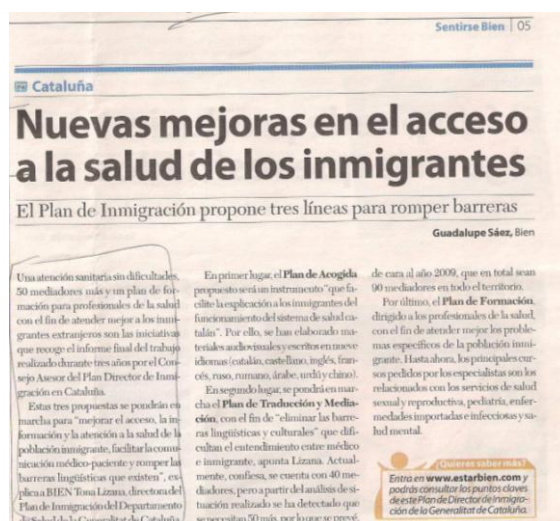 Sentirse Bien | 05
Cataluña
Nuevas mejoras en el acceso
a la salud de los inmigrantes
El Plan de Inmigración propone tres líneas para romper barreras
Guadalupe Sáez, Bien
Una atención sanitaria sin dificultades,
50 mediadores más y un plan de for-
mación para profesionales de la salud
con el fin de atender mejor a los inmi-
grantes extranjeros son las iniciativas
que recoge el informe final del trabajo
realizado durante tres años por el Con-
sejo Asesor del Plan Director de Inmi-
gración en Cataluña.
Estas tres propuestas se pondrán en
marcha para “mejorar el acceso, la in-
formación y la atención a la salud de la
población inmigrante, facilitar la comu-
nicación médico-paciente y romper las
barreras lingüísticas que existen”, ex-
plica a BIEN Tona Lizana, directora del
Plan de Inmigración del Departamento
de Salud de la Generalitat de Cataluña.
En primer lugar, el Plan de Acogida
propuesto será un instrumento “que fa-
cilite la explicación a los inmigrantes del
funcionamiento del sistema de salud ca-
talán”. Por ello, se han elaborado ma-
teriales audiovisuales y escritos en nueve
idiomas (catalán, castellano, inglés, fran-
cés, ruso, rumano, árabe, urdú y chino).
En segundo lugar, se pondrá en mar-
cha el Plan de Traducción y Media-
ción, con el fin de “eliminar las barre-
ras lingüísticas y culturales” que difi-
cultan el entendimiento entre médico
e inmigrante, apunta Lizana. Actual-
mente, confiesa, se cuenta con 40 me-
diadores, pero a partir del análisis de si-
tuación realizado se ha detectado que
se necesitan 50 más, por lo que se prevé,
de cara al año 2009, que en total sean
90 mediadores en todo el territorio.
Por último, el Plan de Formación,
dirigido a los profesionales de la salud,
con el fin de atender mejor los proble-
mas específicos de la población inmi-
grante. Hasta ahora, los principales cur-
sos pedidos por los especialistas son los
relacionados con los servicios de salud
sexual y reproductiva, pediatría, enfer-
medades importadas e infecciosas y sa-
lud mental.
¿Quieres saber más?
Entra en www.estarbien.com y
podrás consultar los puntos claves
de este Plan de Director de inmigra-
ción de la Generalitat de Cataluña.